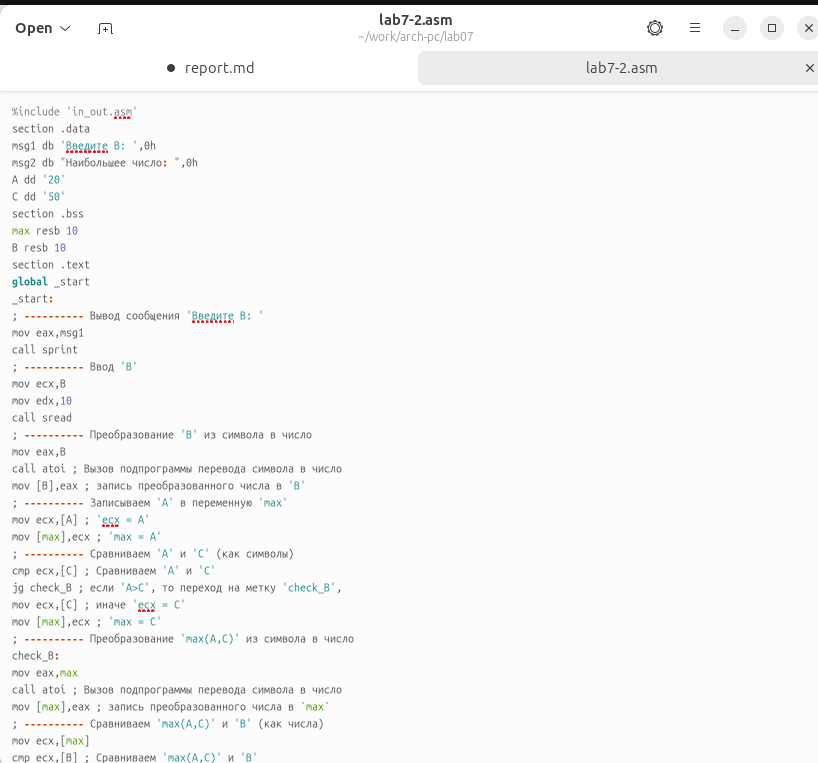 Open
lab7-2.asm
~/work/arch-pc/lab07
report.md
lab7-2.asm
%include 'in_out.asm'
section .data
msg1 db 'Введите B: ',0h
msg2 db "Наибольшее число: ",0h
A dd '20'
C dd '50'
section .bss
max resb 10
B resb 10
section .text
global _start
_start:
; ---------- Вывод сообщения 'Введите B: '
mov eax,msg1
call sprint
; ---------- Ввод 'B'
mov ecx,B
mov edx,10
call sread
; ---------- Преобразование 'B' из символа в число
mov eax,B
call atoi ; Вызов подпрограммы перевода символа в число
mov [B],eax ; запись преобразованного числа в 'B'
; ---------- Записываем 'A' в переменную 'max'
mov ecx,[A] ; 'ecx = A'
mov [max],ecx ; 'max = A'
; ---------- Сравниваем 'A' и 'С' (как символы)
cmp ecx,[C] ; Сравниваем 'A' и 'С'
jg check_B ; если 'A>C', то переход на метку 'check_B',
mov ecx,[C] ; иначе 'ecx = C'
mov [max],ecx ; 'max = C'
; ---------- Преобразование 'max(A,C)' из символа в число
check_B:
mov eax,max
call atoi ; Вызов подпрограммы перевода символа в число
mov [max],eax ; запись преобразованного числа в `max`
; ---------- Сравниваем 'max(A,C)' и 'B' (как числа)
mov ecx,[max]
cmp ecx,[B] ; Сравниваем 'max(A,C)' и 'B'